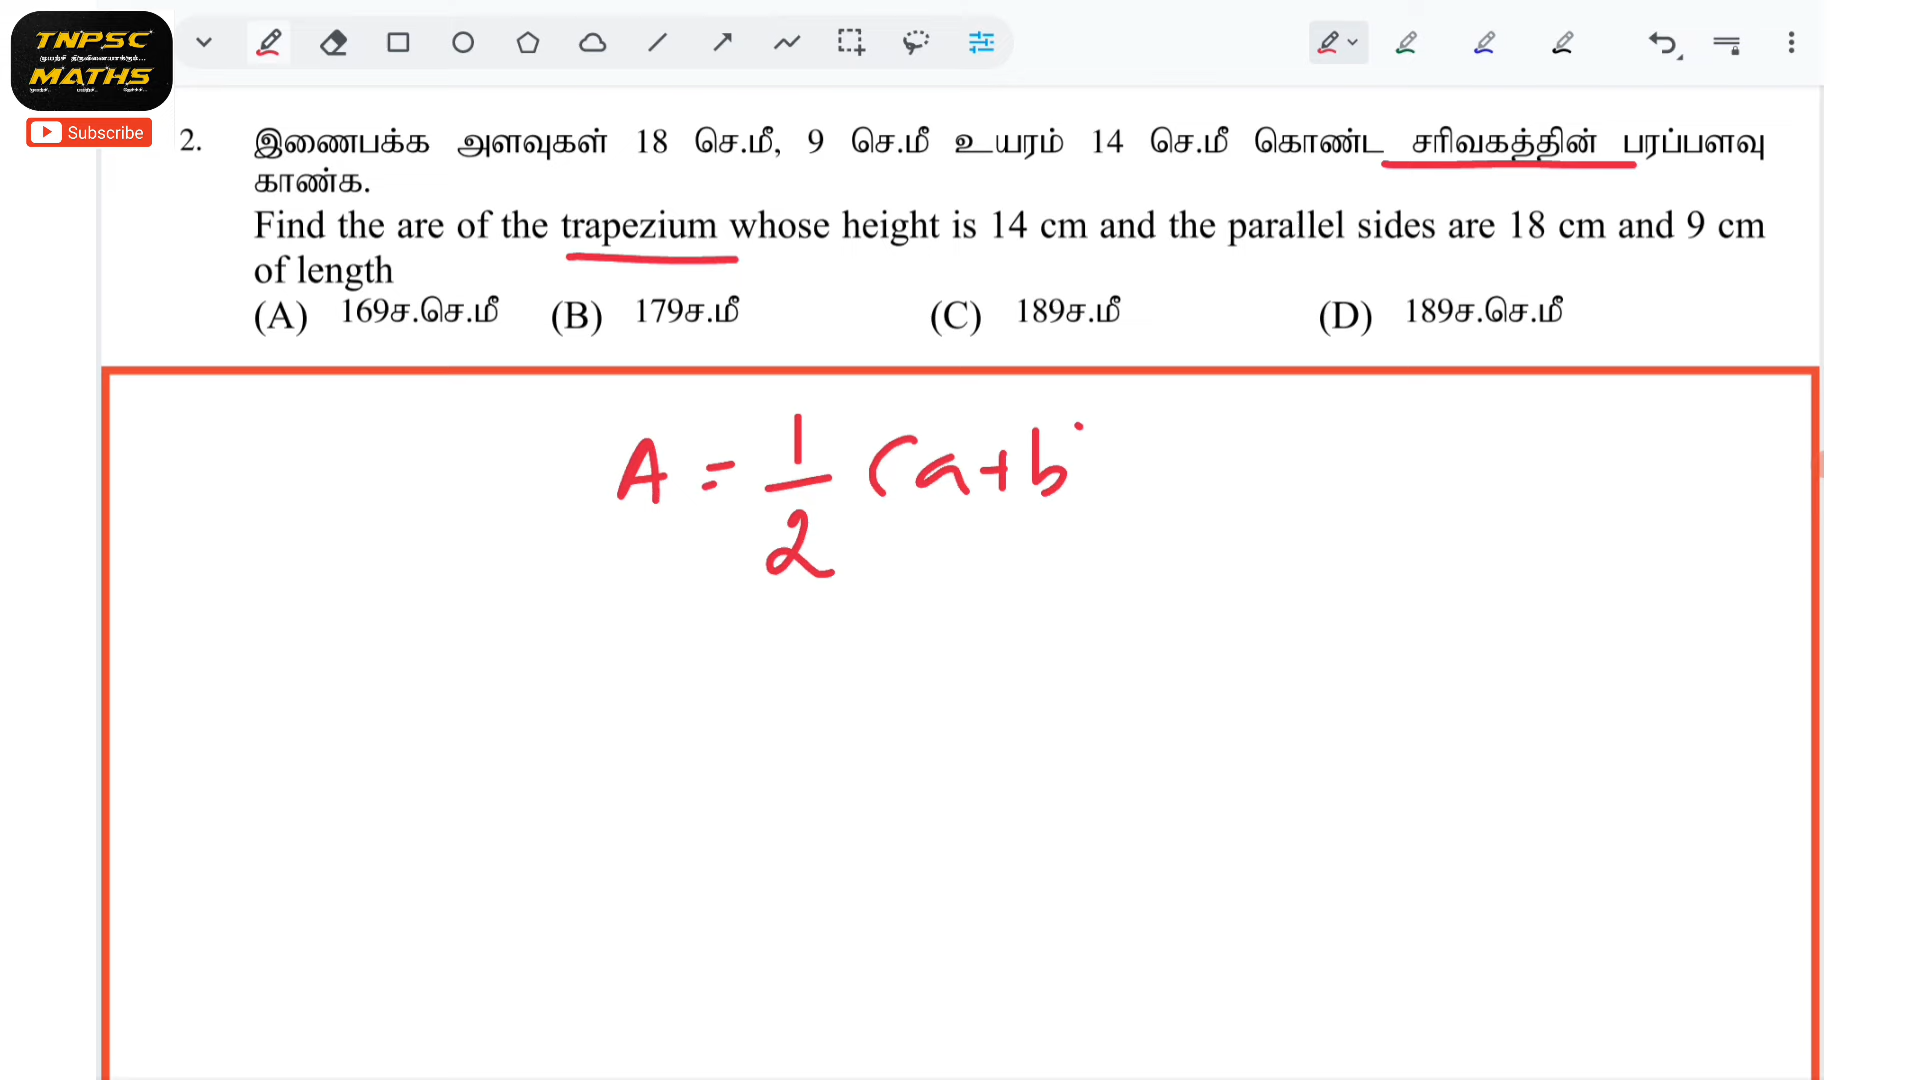 TNPSC
MATHS
Subscribe
2. இணைபக்க அளவுகள் 18 செ.மீ, 9 செ.மீ உயரம் 14 செ.மீ கொண்ட சரிவகத்தின் பரப்பளவு
காண்க.
Find the are of the trapezium whose height is 14 cm and the parallel sides are 18 cm and 9 cm
of length
(A) 169ச.செ.மீ (B) 179ச.மீ (C) 189ச.மீ (D) 189ச.செ.மீ
A = 1/2 (a+b